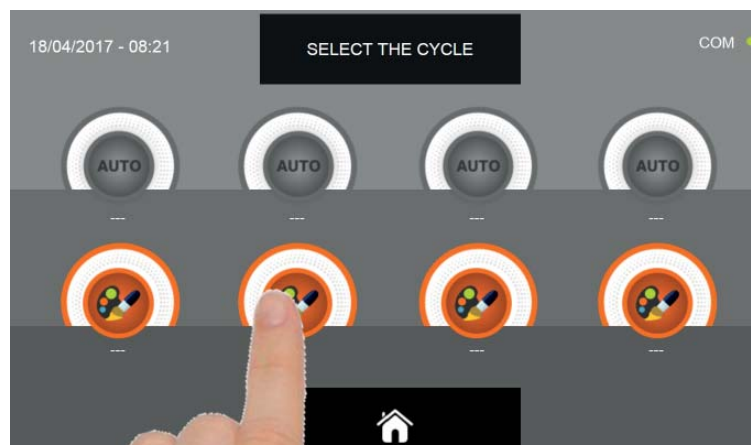 18/04/2017 - 08:21
SELECT THE CYCLE
COM
AUTO
AUTO
AUTO
AUTO
---
---
---
---
---
---
---